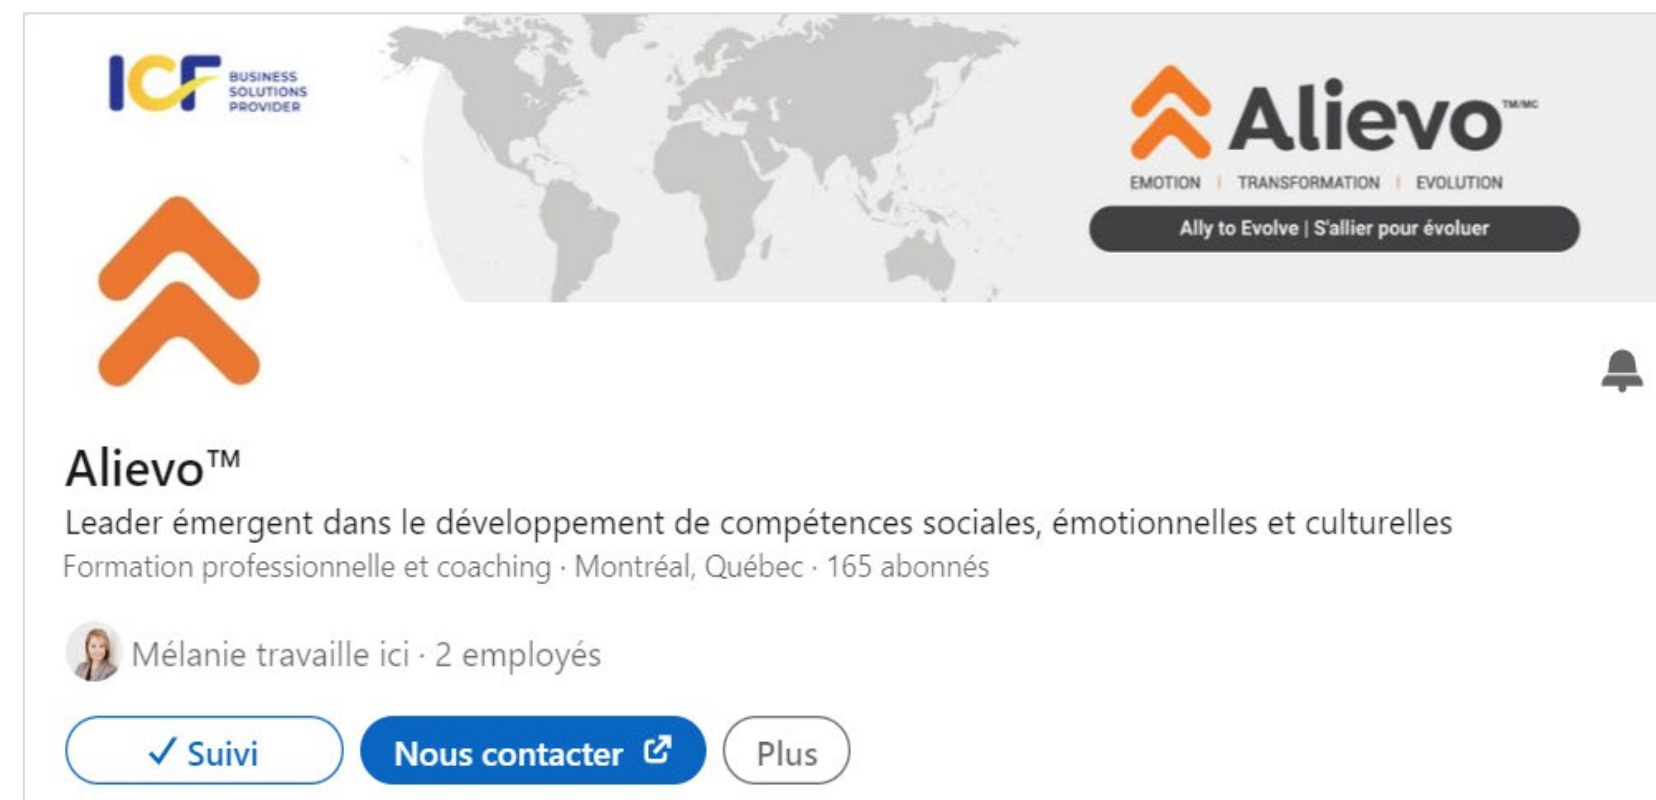 ICF
BUSINESS
SOLUTIONS
PROVIDER
Alievo TM/MC
EMOTION | TRANSFORMATION | EVOLUTION
Ally to Evolve | S'allier pour évoluer
Alievo™
Leader émergent dans le développement de compétences sociales, émotionnelles et culturelles
Formation professionnelle et coaching · Montréal, Québec · 165 abonnés
Mélanie travaille ici · 2 employés
Suivi
Nous contacter
Plus